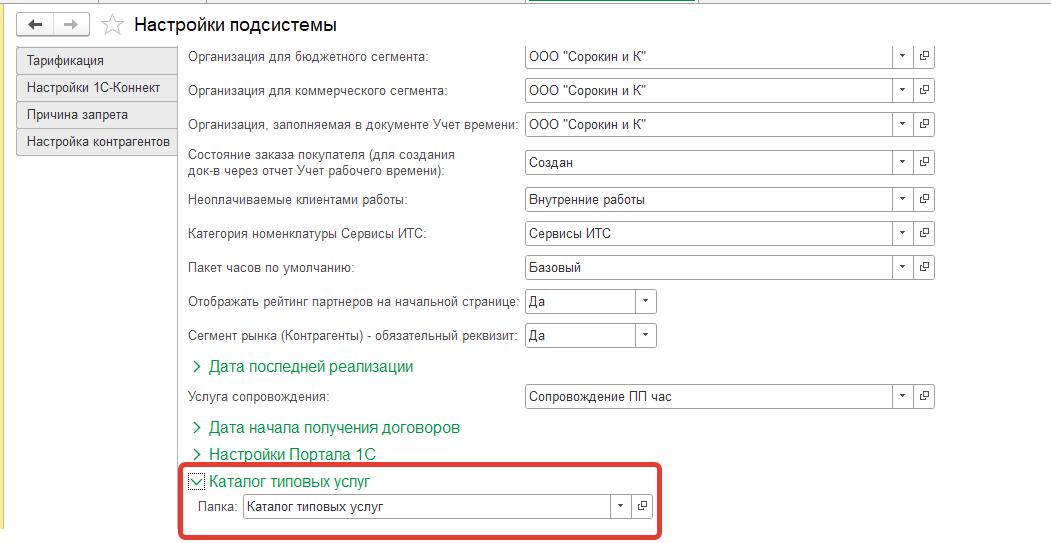 Настройки подсистемы
Тарификация
Настройки 1С-Коннект
Причина запрета
Настройка контрагентов
Организация для бюджетного сегмента: ООО "Сорокин и К"
Организация для коммерческого сегмента: ООО "Сорокин и К"
Организация, заполняемая в документе Учет времени: ООО "Сорокин и К"
Состояние заказа покупателя (для создания
док-в через отчет Учет рабочего времени): Создан
Неоплачиваемые клиентами работы: Внутренние работы
Категория номенклатуры Сервисы ИТС: Сервисы ИТС
Пакет часов по умолчанию: Базовый
Отображать рейтинг партнеров на начальной странице: Да
Сегмент рынка (Контрагенты) - обязательный реквизит: Да
Дата последней реализации
Услуга сопровождения: Сопровождение ПП час
Дата начала получения договоров
Настройки Портала 1С
Каталог типовых услуг
Папка: Каталог типовых услуг